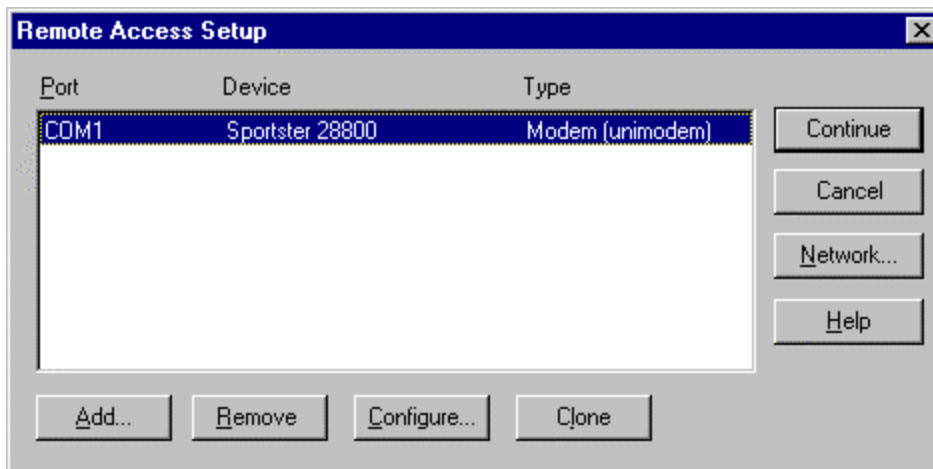 Remote Access Setup
Port Device Type
COM1 Sportster 28800 Modem (unimodem)
Continue
Cancel
Network...
Help
Add... Remove Configure... Clone